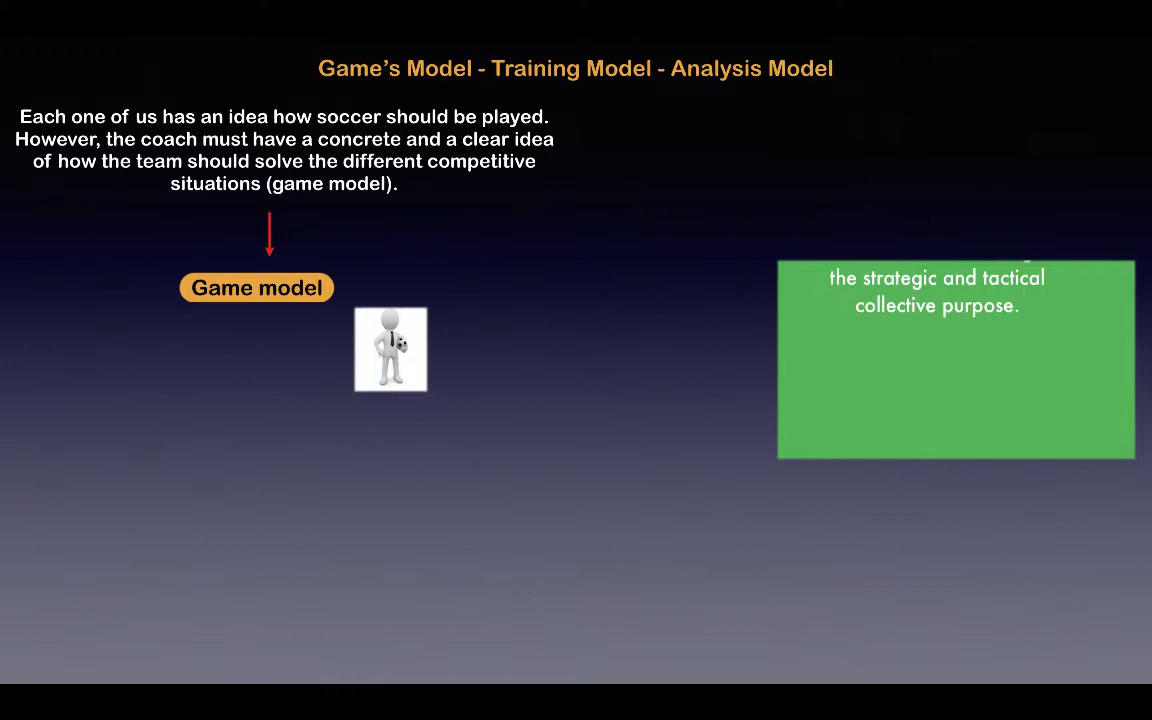 Game’s Model - Training Model - Analysis Model
Each one of us has an idea how soccer should be played.
However, the coach must have a concrete and a clear idea
of how the team should solve the different competitive
situations (game model).
Game model
the strategic and tactical
collective purpose.